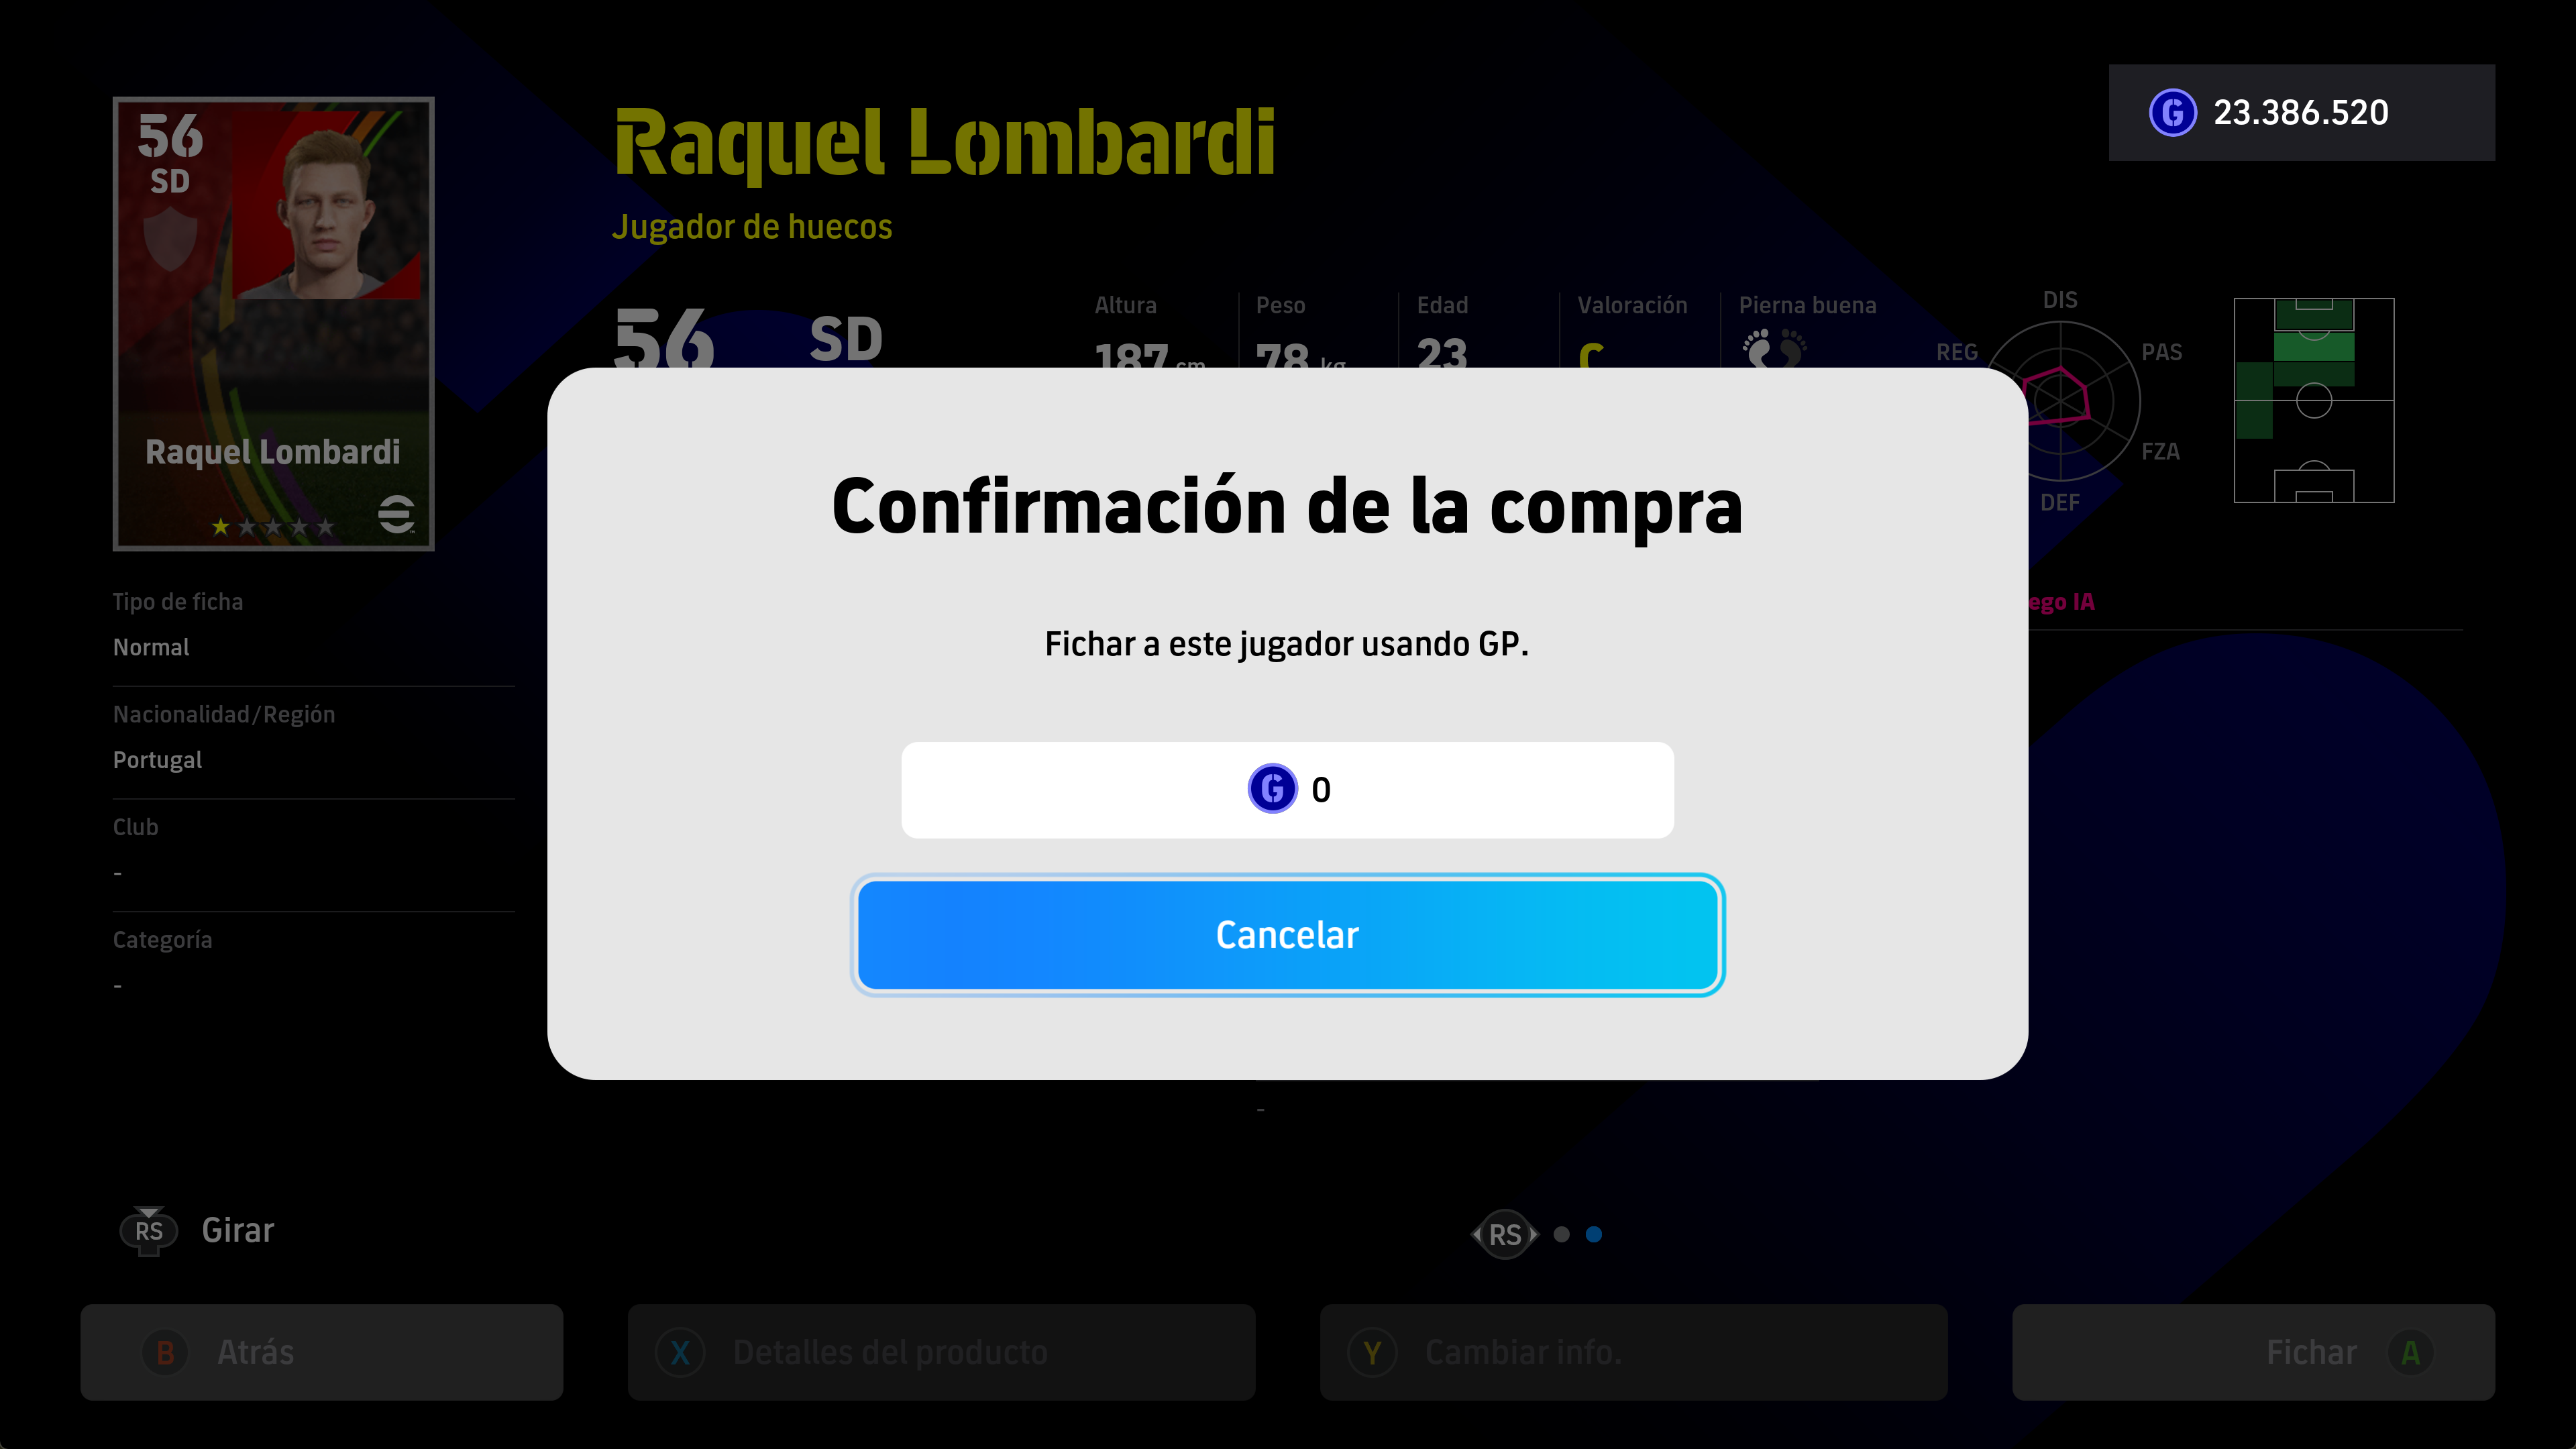 56
SD
Raquel Lombardi
Tipo de ficha
Normal
Nacionalidad/Región
Portugal
Club
-
Categoría
-
Raquel Lombardi
Jugador de huecos
56
SD
Altura
187 cm
Peso
78 kg
Edad
23
Valoración
C
Pierna buena
G 23.386.520
DIS
REG
PAS
FZA
DEF
ego IA
Confirmación de la compra
Fichar a este jugador usando GP.
G 0
Cancelar
-
RS Girar
RS
B Atrás
X Detalles del producto
Y Cambiar info.
Fichar A